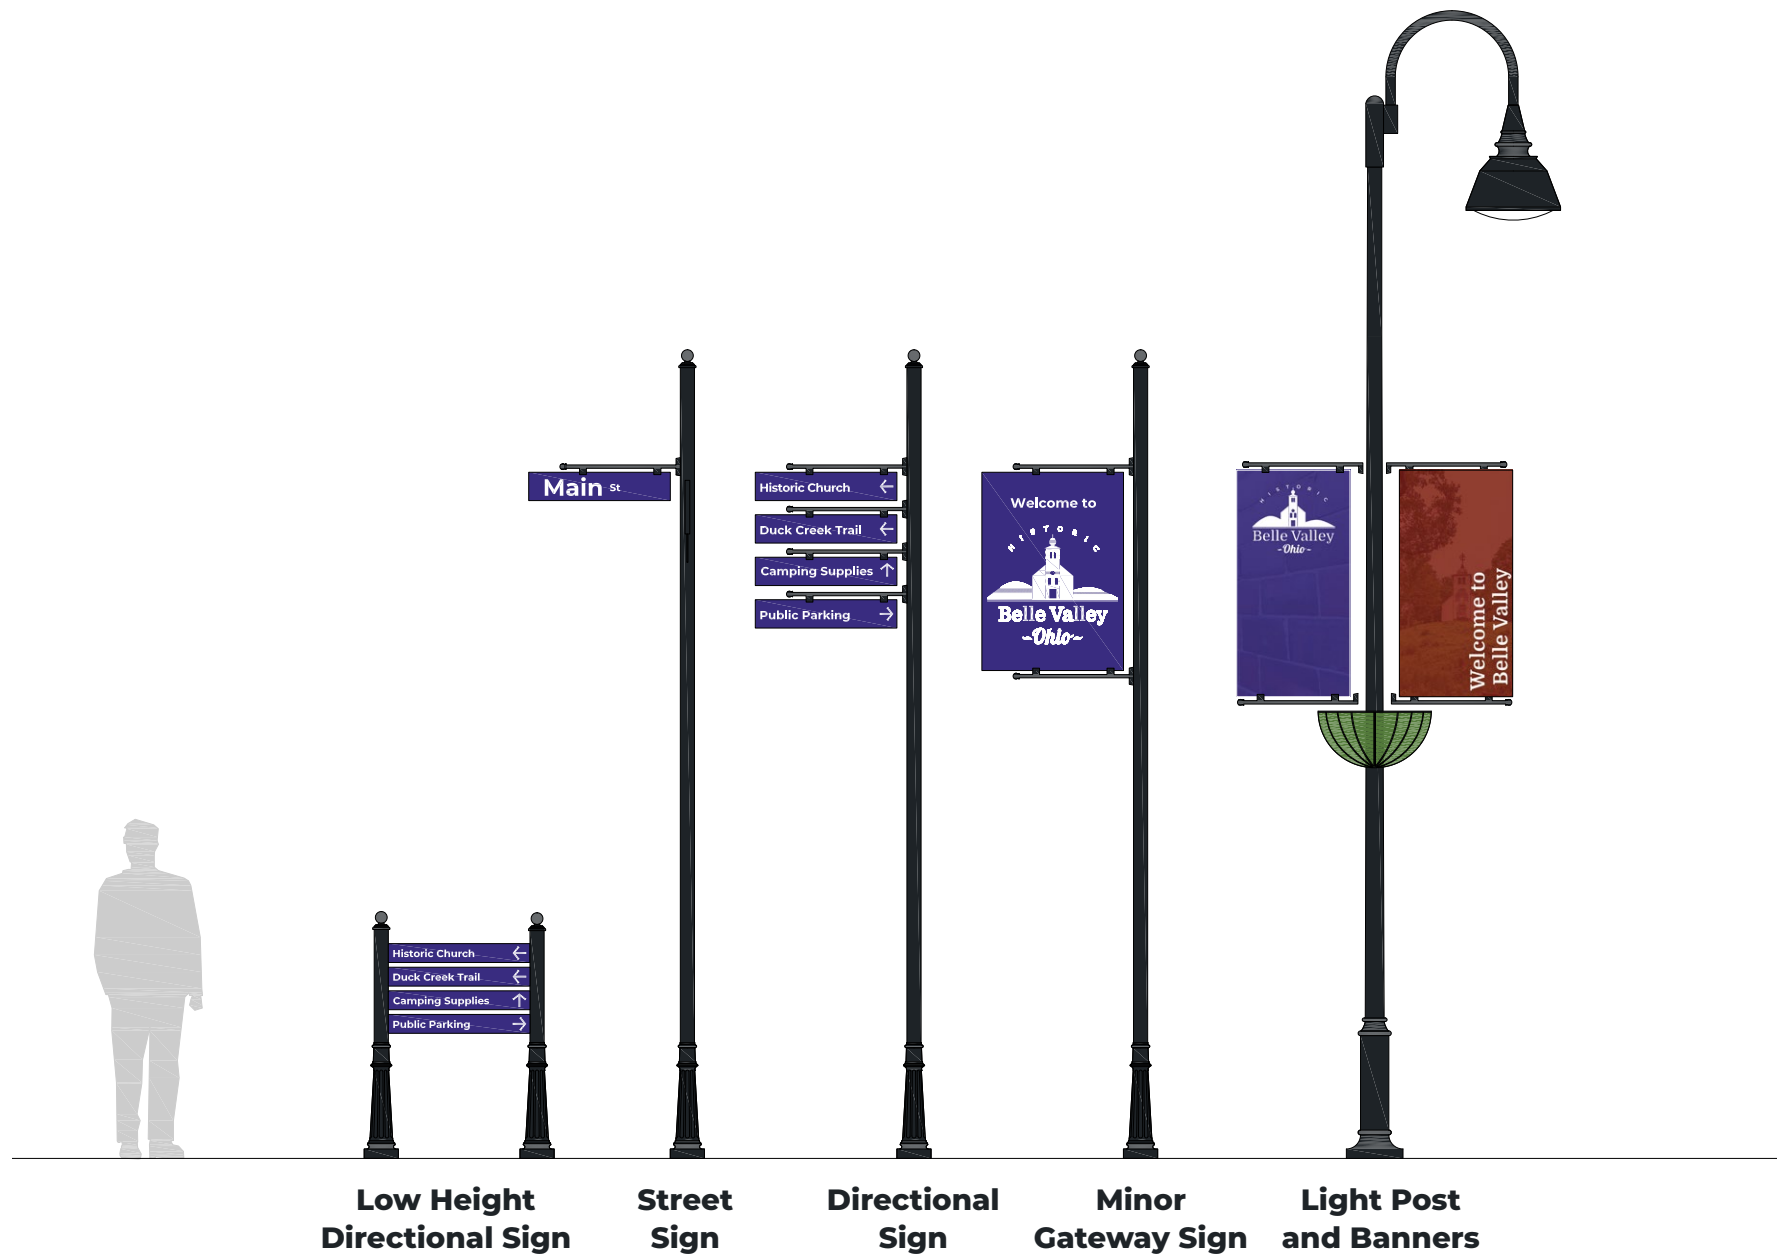 Main St
Historic Church ←
Duck Creek Trail ←
Camping Supplies ↑
Public Parking →
Welcome to
HISTORIC
Belle Valley
~Ohio~
HISTORIC
Belle Valley
~Ohio~
Welcome to
Belle Valley
Historic Church ←
Duck Creek Trail ←
Camping Supplies ↑
Public Parking →
Low Height
Directional Sign
Street
Sign
Directional
Sign
Minor
Gateway Sign
Light Post
and Banners